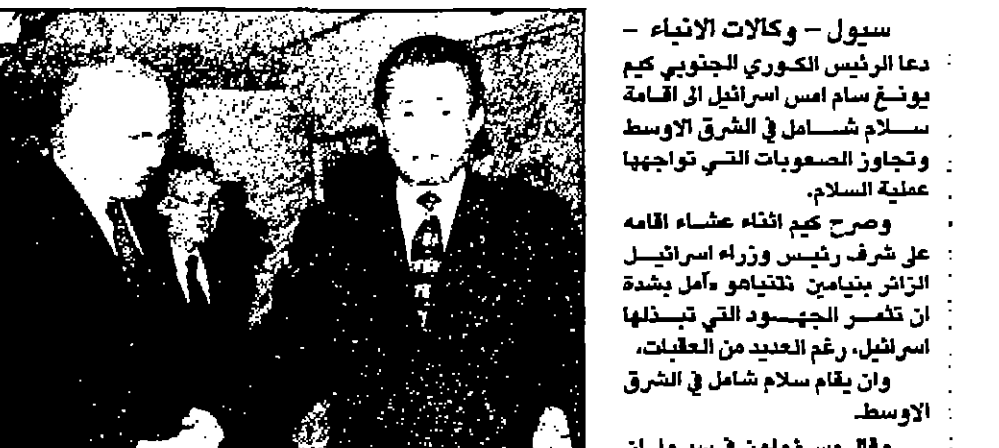 سيول – وكالات الانباء –
دعا الرئيس الكوري الجنوبي كيم
يونغ سام امس اسرائيل الى اقامة
سلام شامل في الشرق الاوسط
وتجاوز الصعوبات التي تواجهها
عملية السلام.
وصرح كيم اثناء عشاء اقامه
على شرف رئيس وزراء اسرائيل
الزائر بنيامين نتنياهو «آمل بشدة
ان تثمر الجهود التي تبذلها
اسرائيل، رغم العديد من العقبات،
وان يقام سلام شامل في الشرق
الاوسط.